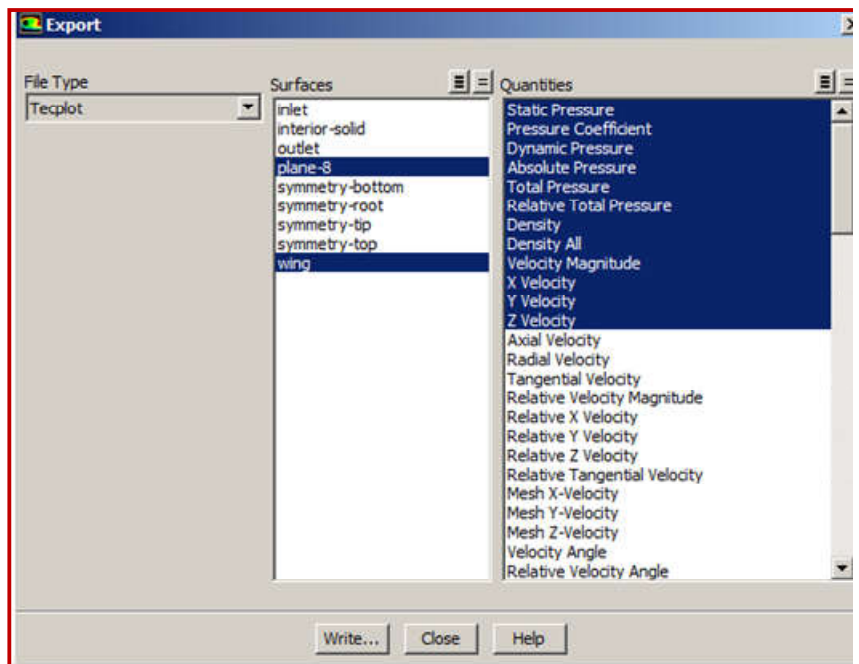 Export
File Type
Tecplot
Surfaces
inlet
interior-solid
outlet
plane-8
symmetry-bottom
symmetry-root
symmetry-tip
symmetry-top
wing
Quantities
Static Pressure
Pressure Coefficient
Dynamic Pressure
Absolute Pressure
Total Pressure
Relative Total Pressure
Density
Density All
Velocity Magnitude
X Velocity
Y Velocity
Z Velocity
Axial Velocity
Radial Velocity
Tangential Velocity
Relative Velocity Magnitude
Relative X Velocity
Relative Y Velocity
Relative Z Velocity
Relative Tangential Velocity
Mesh X-Velocity
Mesh Y-Velocity
Mesh Z-Velocity
Velocity Angle
Relative Velocity Angle
Write... Close Help